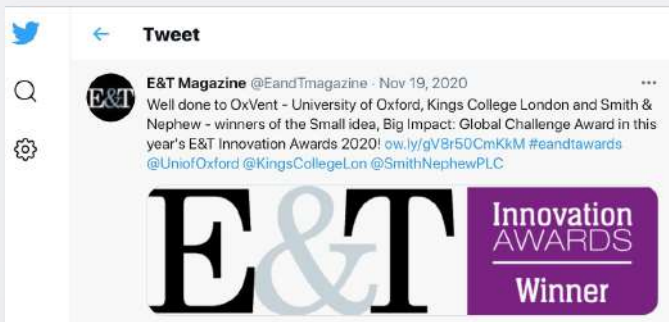 Tweet
E&T
E&T Magazine @EandTmagazine · Nov 19, 2020
Well done to OxVent - University of Oxford, Kings College London and Smith &
Nephew - winners of the Small idea, Big Impact: Global Challenge Award in this
year's E&T Innovation Awards 2020! ow.ly/gV8r50CmKkM #eandtawards
@UniofOxford @KingsCollegeLon @SmithNephewPLC
E&T
Innovation
AWARDS
Winner